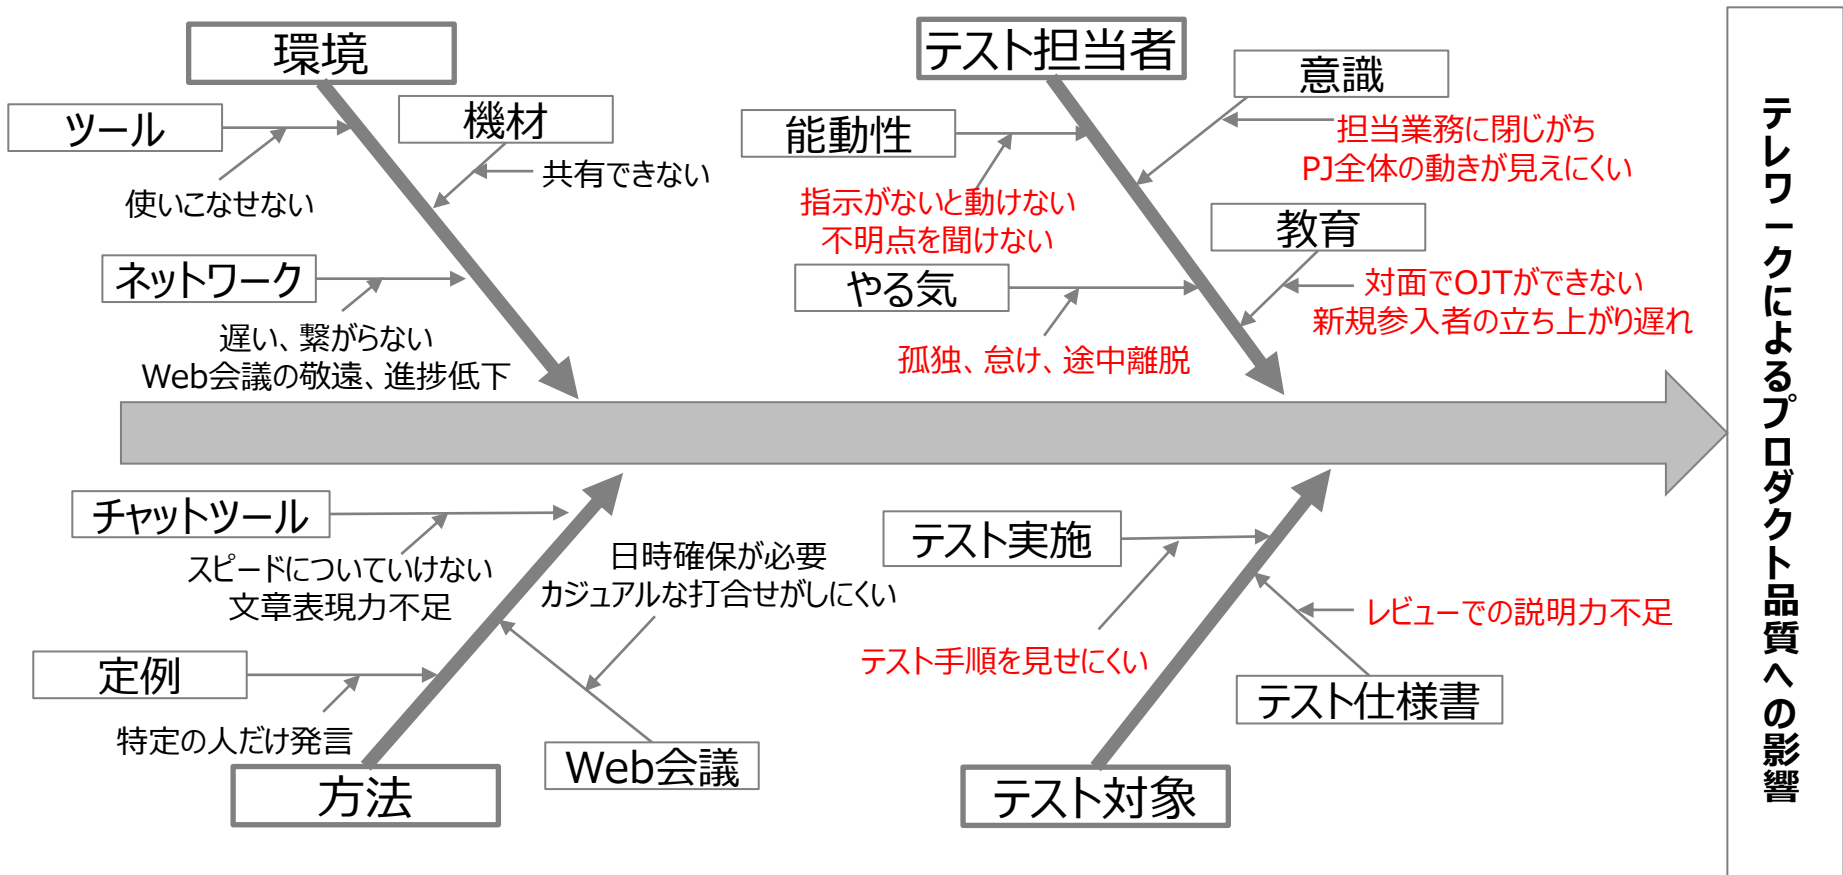 環境
ツール
使いこなせない
機材
共有できない
ネットワーク
遅い、繋がらない
Web会議の敬遠、進捗低下
テスト担当者
能動性
指示がないと動けない
不明点を聞けない
意識
担当業務に閉じがち
PJ全体の動きが見えにくい
やる気
孤独、怠け、途中離脱
教育
対面でOJTができない
新規参入者の立ち上がり遅れ
チャットツール
スピードについていけない
文章表現力不足
定例
特定の人だけ発言
日時確保が必要
カジュアルな打合せがしにくい
Web会議
方法
テスト実施
テスト手順を見せにくい
レビューでの説明力不足
テスト仕様書
テスト対象
テレワークによるプロダクト品質への影響